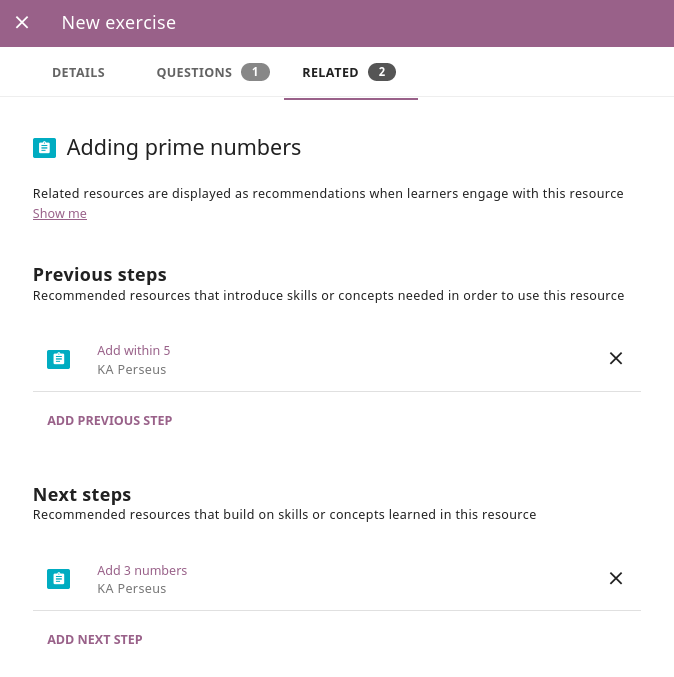 New exercise
DETAILS
QUESTIONS 1
RELATED 2
Adding prime numbers
Related resources are displayed as recommendations when learners engage with this resource
Show me
Previous steps
Recommended resources that introduce skills or concepts needed in order to use this resource
Add within 5
KA Perseus
ADD PREVIOUS STEP
Next steps
Recommended resources that build on skills or concepts learned in this resource
Add 3 numbers
KA Perseus
ADD NEXT STEP